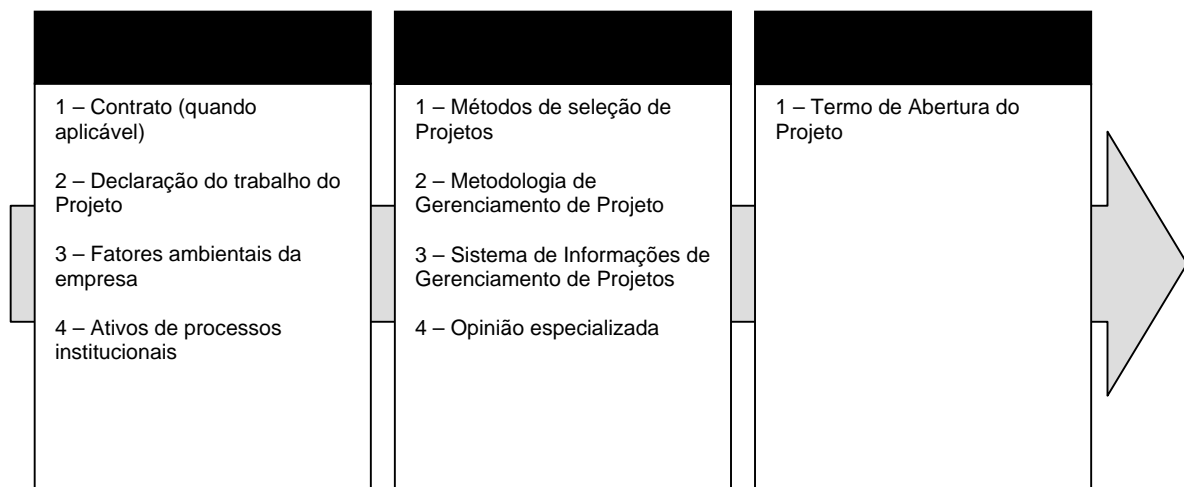 1 – Contrato (quando
aplicável)
2 – Declaração do trabalho do
Projeto
3 – Fatores ambientais da
empresa
4 – Ativos de processos
institucionais
1 – Métodos de seleção de
Projetos
2 – Metodologia de
Gerenciamento de Projeto
3 – Sistema de Informações de
Gerenciamento de Projetos
4 – Opinião especializada
1 – Termo de Abertura do
Projeto